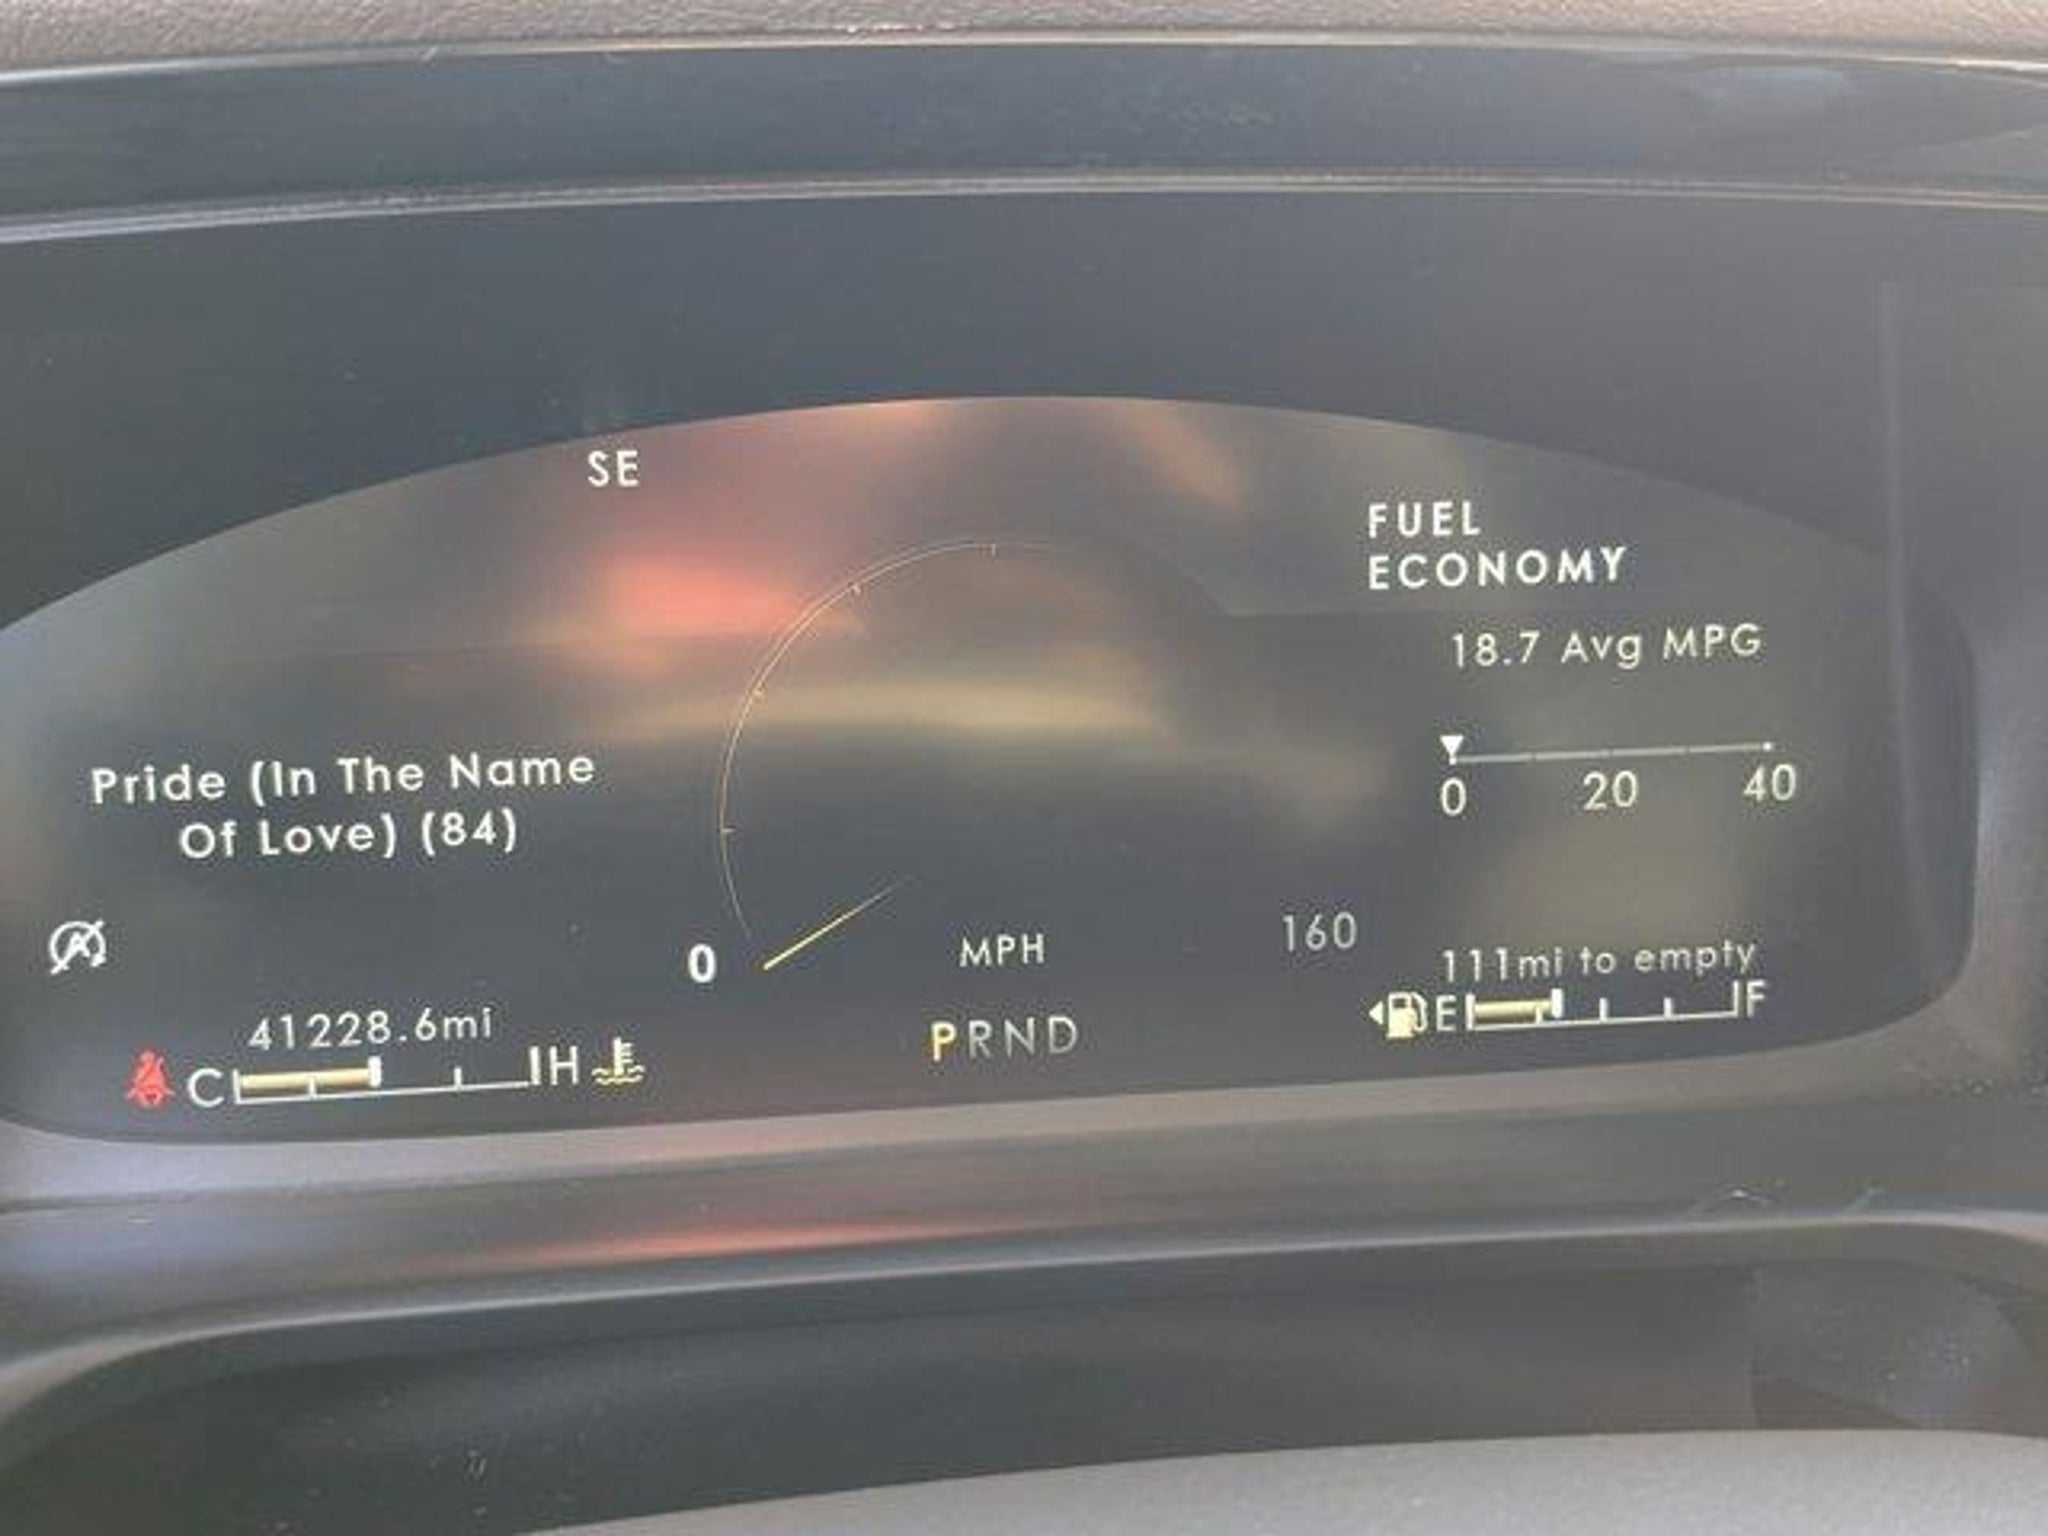 SE
FUEL
ECONOMY
18.7 Avg MPG
0 20 40
Pride (In The Name
Of Love) (84)
A
0 MPH 160
111mi to empty
E F
41228.6mi
C H
PRND